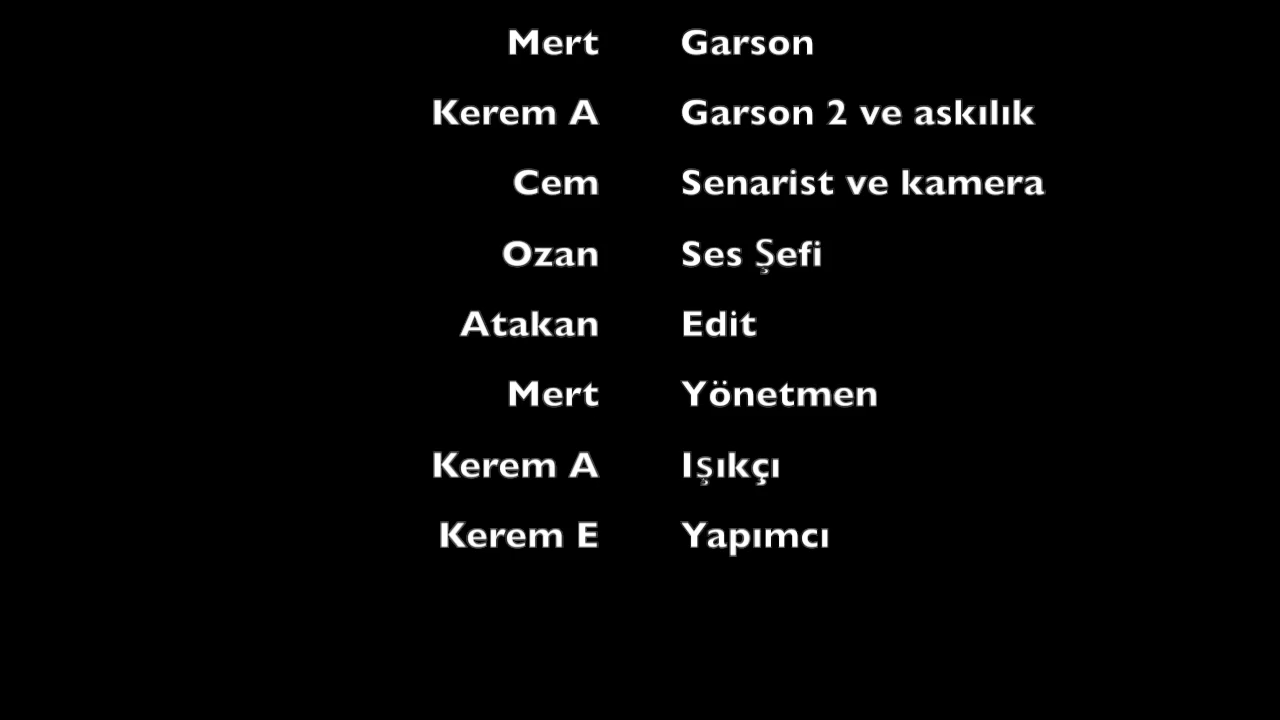 Mert Garson
Kerem A Garson 2 ve askılık
Cem Senarist ve kamera
Ozan Ses Şefi
Atakan Edit
Mert Yönetmen
Kerem A Işıkçı
Kerem E Yapımcı